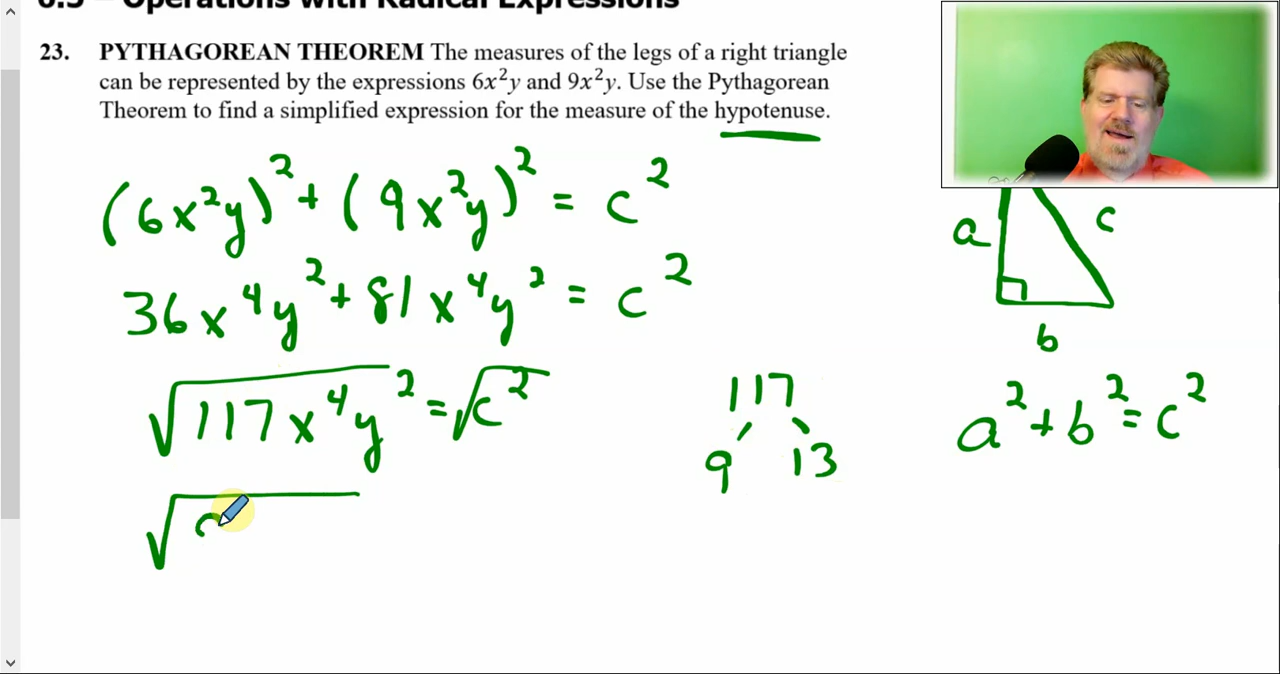 6.5 – Operations with Radical Expressions
23. PYTHAGOREAN THEOREM The measures of the legs of a right triangle
can be represented by the expressions 6x²y and 9x²y. Use the Pythagorean
Theorem to find a simplified expression for the measure of the hypotenuse.
(6x²y)² + (9x²y)² = c²
36x⁴y² + 81x⁴y² = c²
√117x⁴y² = √c²
117
9 13
a
c
b
a² + b² = c²